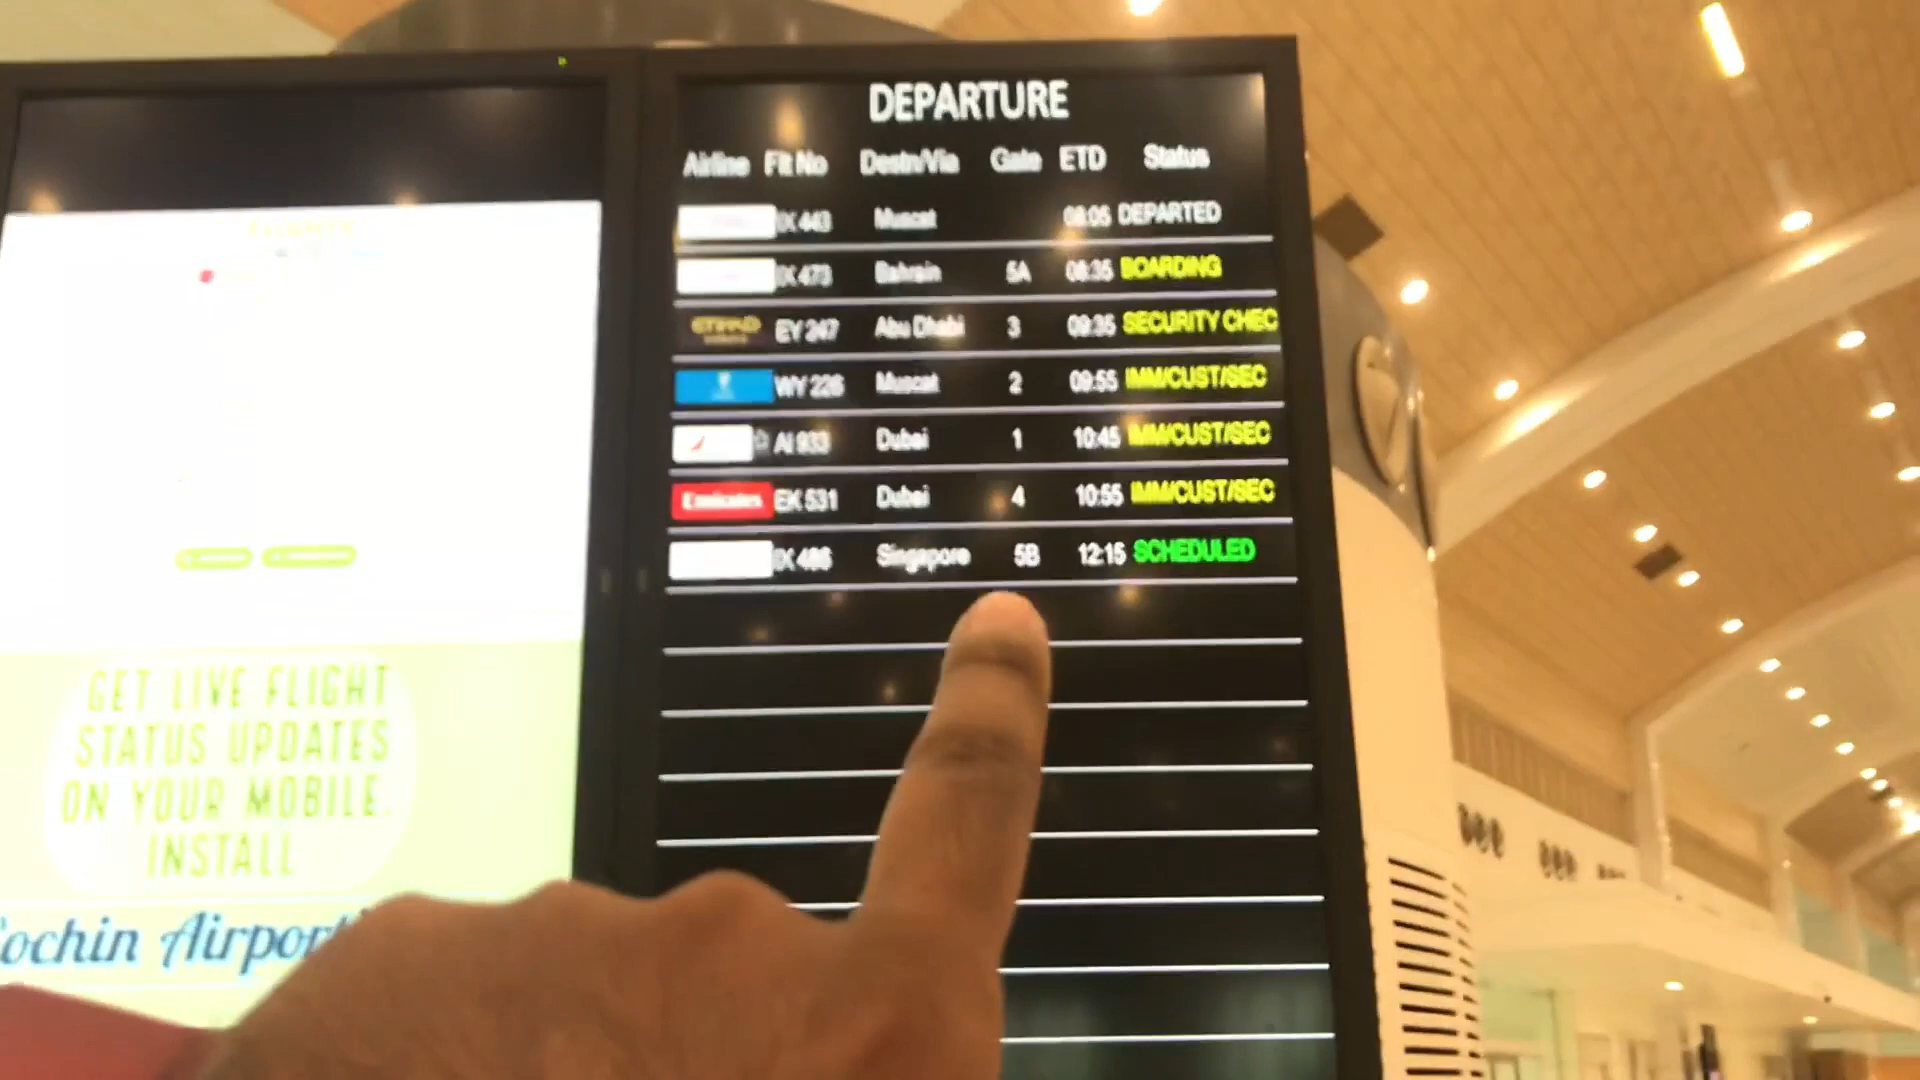 DEPARTURE
Airline Flt No Destn/Via Gate ETD Status
IX 443 Muscat 08:05 DEPARTED
IX 473 Bahrain 5A 08:35 BOARDING
ETIHAD EY 247 Abu Dhabi 3 09:35 SECURITY CHEC
WY 226 Muscat 2 09:55 IMM/CUST/SEC
AI 933 Dubai 1 10:45 IMM/CUST/SEC
Emirates EK 531 Dubai 4 10:55 IMM/CUST/SEC
IX 486 Singapore 5B 12:15 SCHEDULED
GET LIVE FLIGHT
STATUS UPDATES
ON YOUR MOBILE.
INSTALL
Cochin Airport